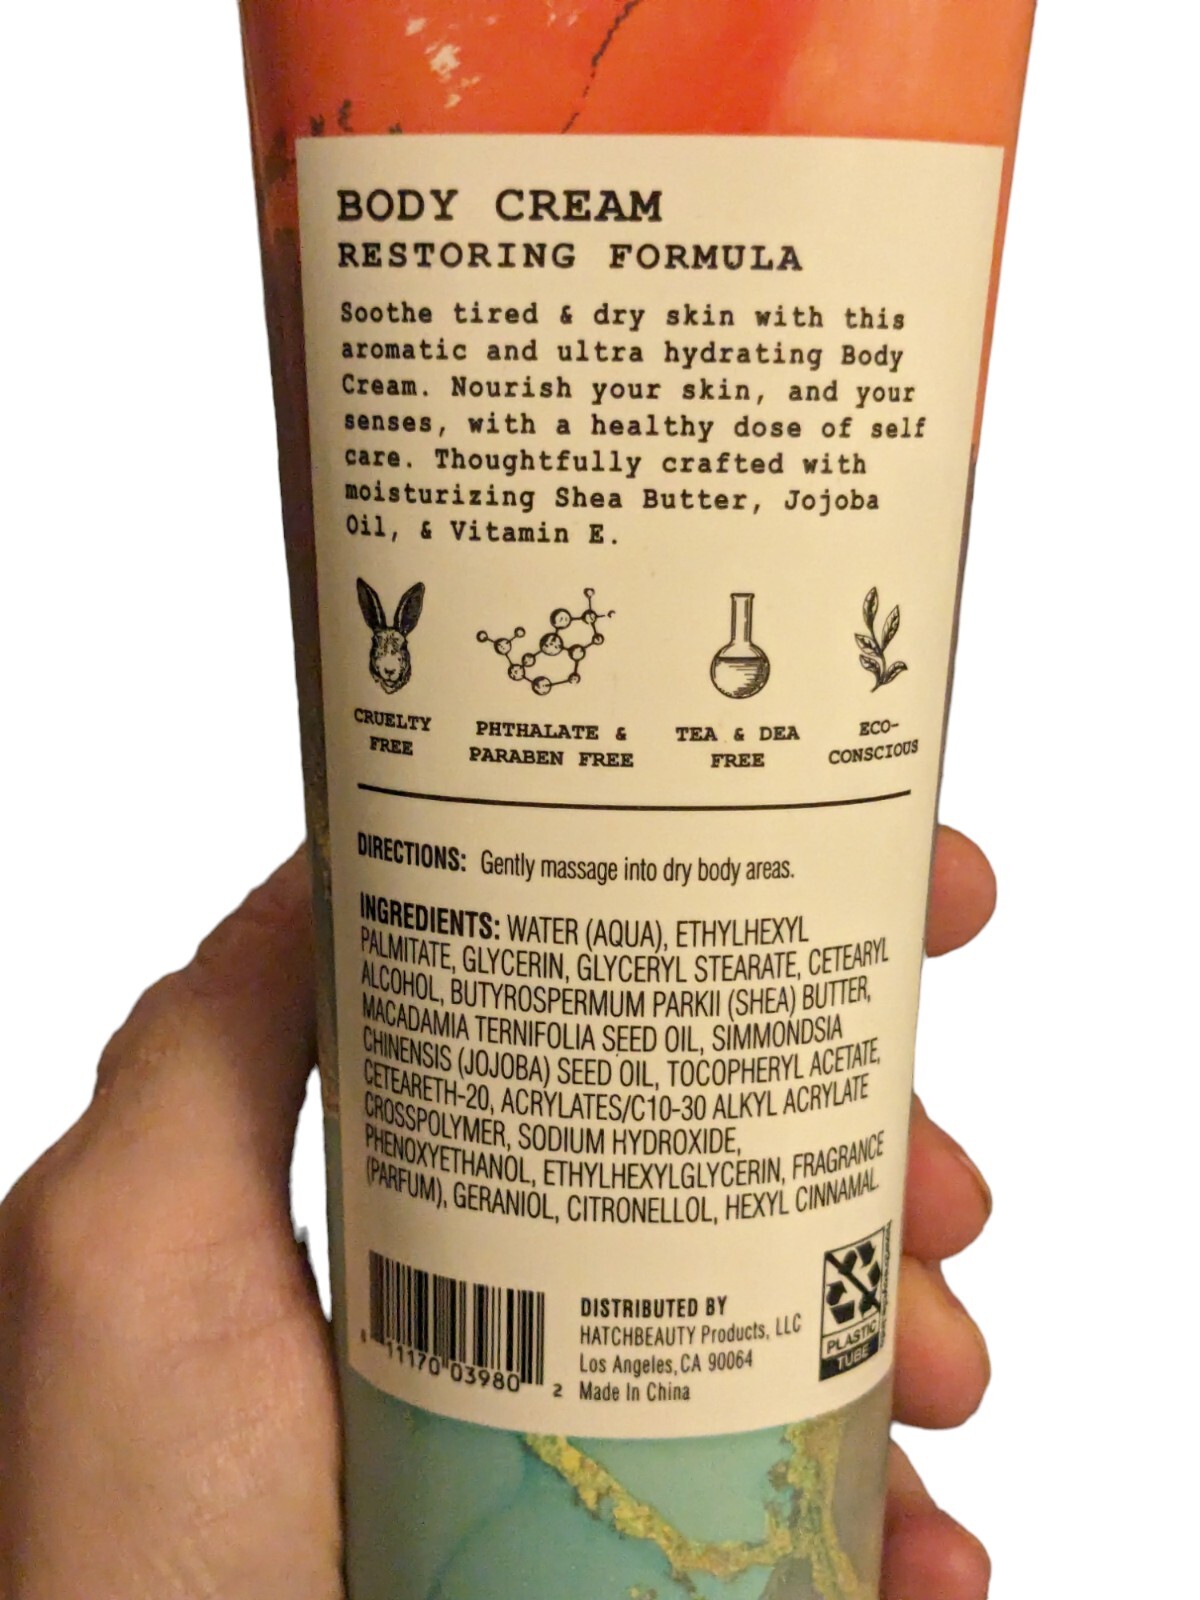 BODY CREAM
RESTORING FORMULA
Soothe tired & dry skin with this
aromatic and ultra hydrating Body
Cream. Nourish your skin, and your
senses, with a healthy dose of self
care. Thoughtfully crafted with
moisturizing Shea Butter, Jojoba
Oil, & Vitamin E.
CRUELTY
FREE
PHTHALATE &
PARABEN FREE
TEA & DEA
FREE
ECO-
CONSCIOUS
DIRECTIONS: Gently massage into dry body areas.
INGREDIENTS: WATER (AQUA), ETHYLHEXYL
PALMITATE, GLYCERIN, GLYCERYL STEARATE, CETEARYL
ALCOHOL, BUTYROSPERMUM PARKII (SHEA) BUTTER,
MACADAMIA TERNIFOLIA SEED OIL, SIMMONDSIA
CHINENSIS (JOJOBA) SEED OIL, TOCOPHERYL ACETATE,
CETEARETH-20, ACRYLATES/C10-30 ALKYL ACRYLATE
CROSSPOLYMER, SODIUM HYDROXIDE,
PHENOXYETHANOL, ETHYLHEXYLGLYCERIN, FRAGRANCE
(PARFUM), GERANIOL, CITRONELLOL, HEXYL CINNAMAL.
11170 03980 2
DISTRIBUTED BY
HATCHBEAUTY Products, LLC
Los Angeles, CA 90064
Made In China
PLASTIC
TUBE